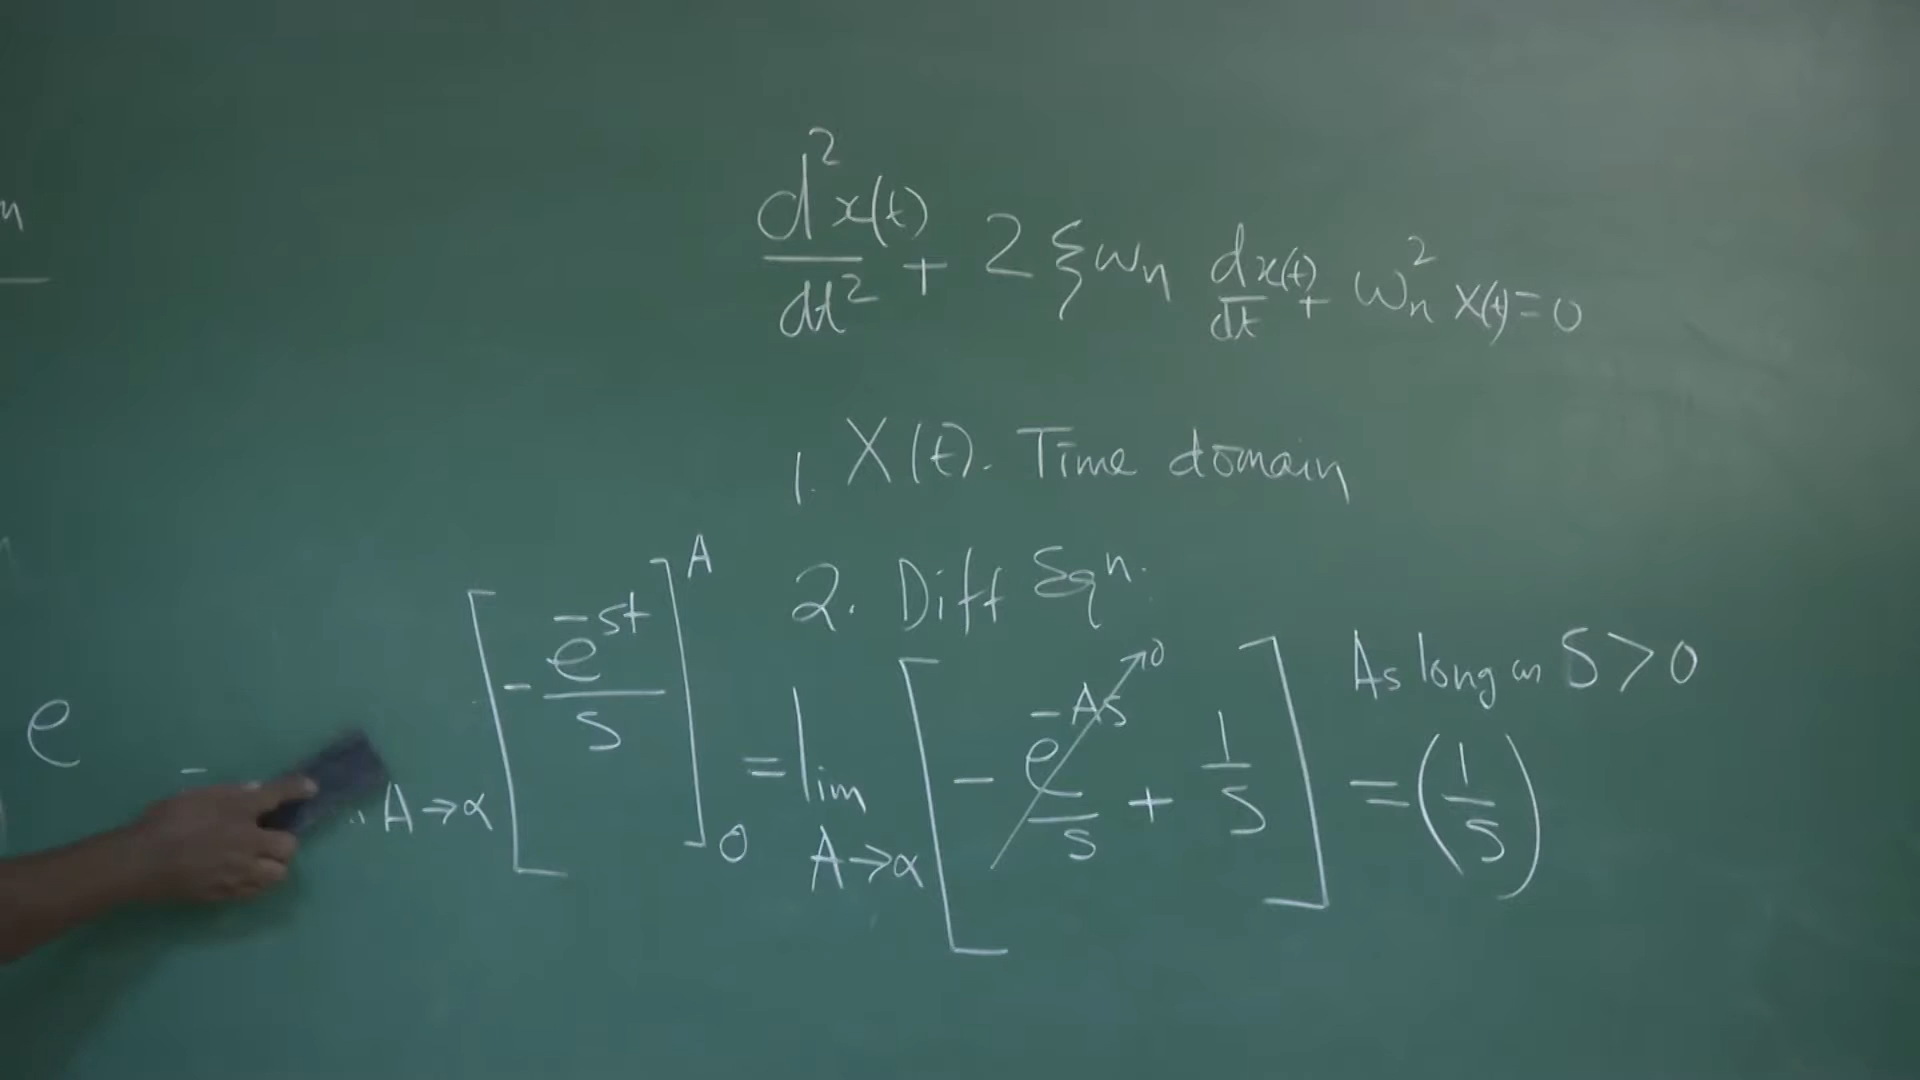 d²x(t)/dt² + 2ξωn dx(t)/dt + ωn² x(t) = 0
1. X(t). Time domain
2. Diff Eqn.
e
A→α [ - e^-st / s ]₀^A = lim A→α [ - e^-As / s →0 + 1/s ] = (1/s)
As long as S > 0